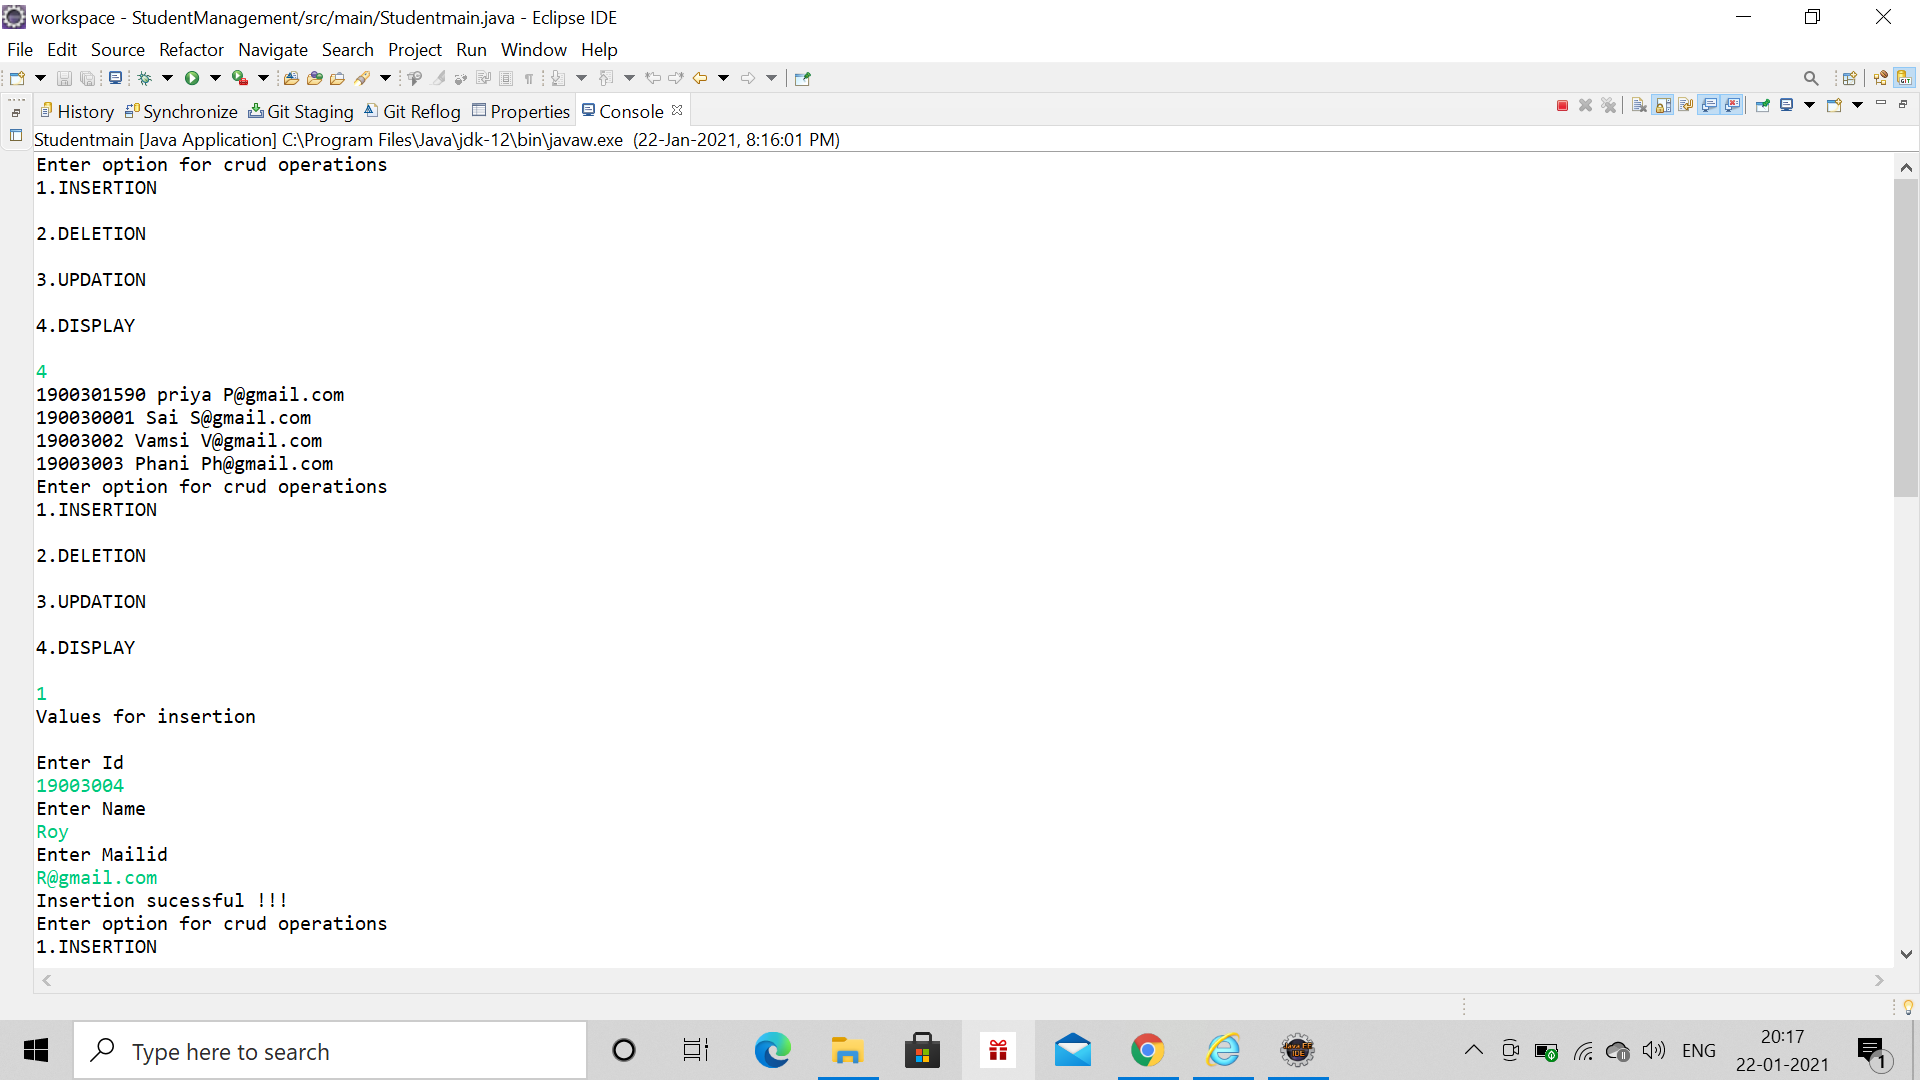 workspace - StudentManagement/src/main/Studentmain.java - Eclipse IDE
File Edit Source Refactor Navigate Search Project Run Window Help
History Synchronize Git Staging Git Reflog Properties Console
Studentmain [Java Application] C:\Program Files\Java\jdk-12\bin\javaw.exe (22-Jan-2021, 8:16:01 PM)
Enter option for crud operations
1.INSERTION
2.DELETION
3.UPDATION
4.DISPLAY
4
1900301590 priya P@gmail.com
190030001 Sai S@gmail.com
19003002 Vamsi V@gmail.com
19003003 Phani Ph@gmail.com
Enter option for crud operations
1.INSERTION
2.DELETION
3.UPDATION
4.DISPLAY
1
Values for insertion
Enter Id
19003004
Enter Name
Roy
Enter Mailid
R@gmail.com
Insertion sucessful !!!
Enter option for crud operations
1.INSERTION
Type here to search
ENG
20:17
22-01-2021
1